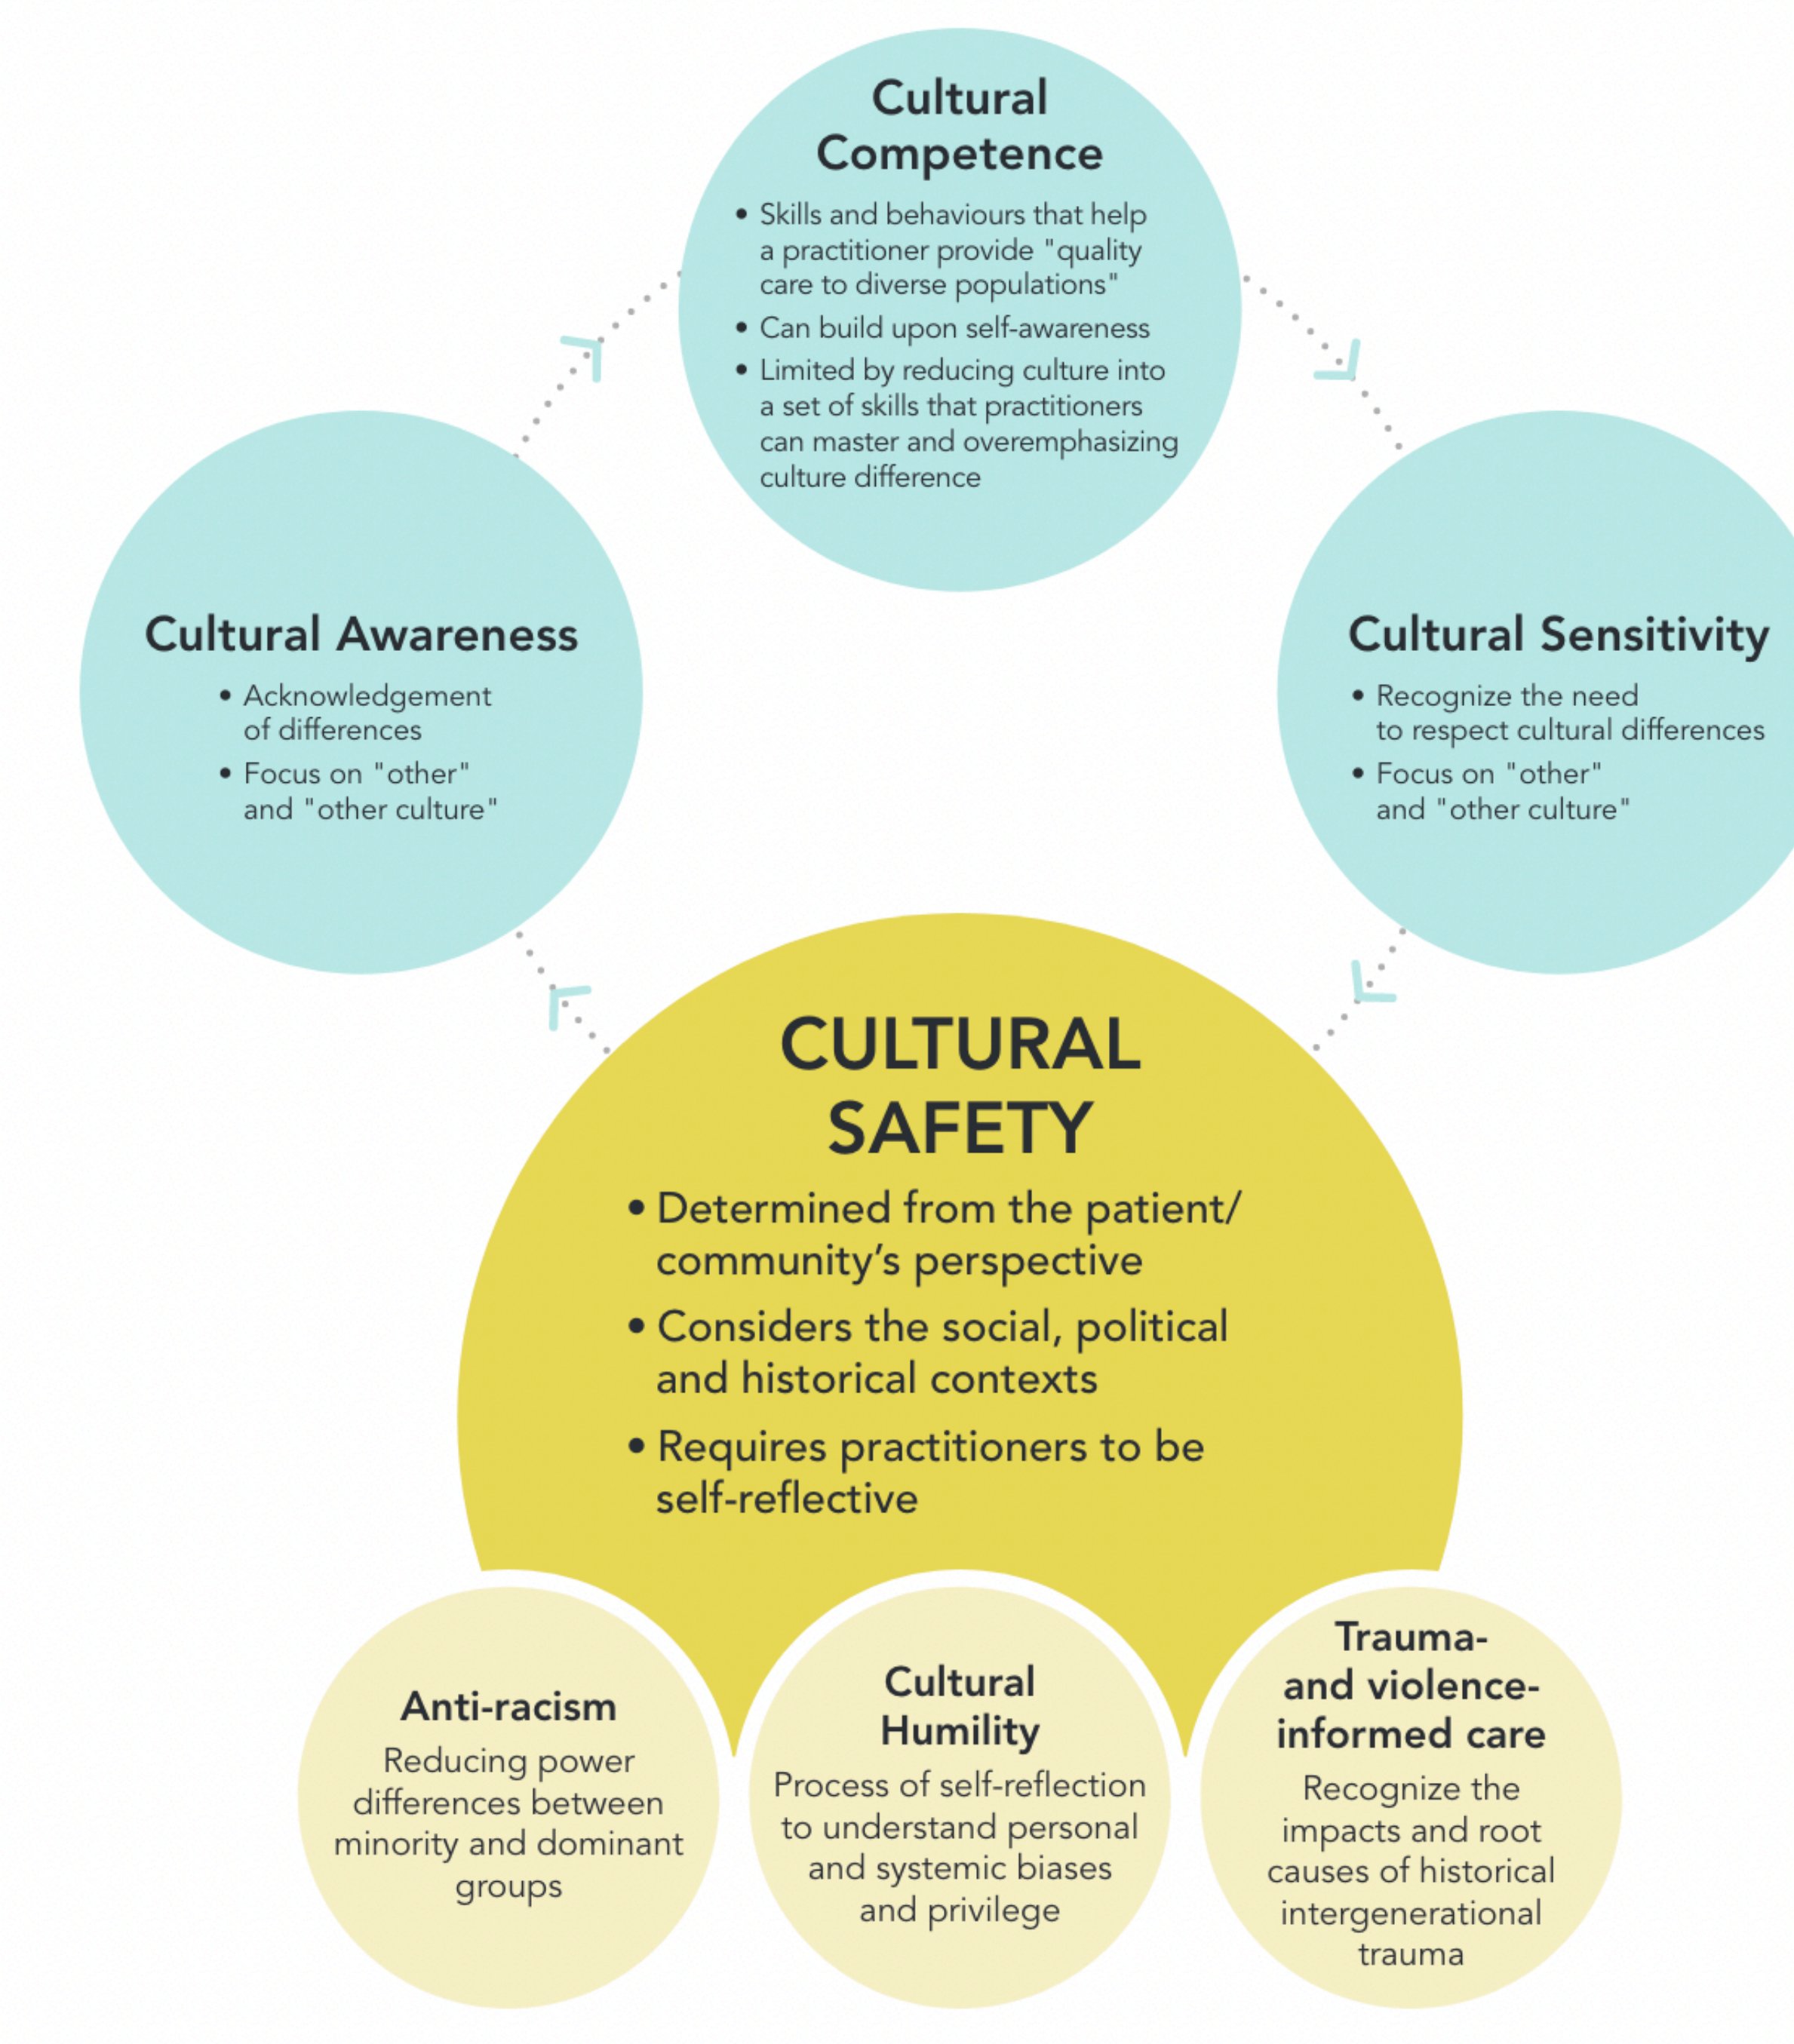 Cultural
Competence
• Skills and behaviours that help
a practitioner provide "quality
care to diverse populations"
• Can build upon self-awareness
• Limited by reducing culture into
a set of skills that practitioners
can master and overemphasizing
culture difference
Cultural Awareness
• Acknowledgement
of differences
• Focus on "other"
and "other culture"
Cultural Sensitivity
• Recognize the need
to respect cultural differences
• Focus on "other"
and "other culture"
CULTURAL
SAFETY
• Determined from the patient/
community’s perspective
• Considers the social, political
and historical contexts
• Requires practitioners to be
self-reflective
Anti-racism
Reducing power
differences between
minority and dominant
groups
Cultural
Humility
Process of self-reflection
to understand personal
and systemic biases
and privilege
Trauma-
and violence-
informed care
Recognize the
impacts and root
causes of historical
intergenerational
trauma